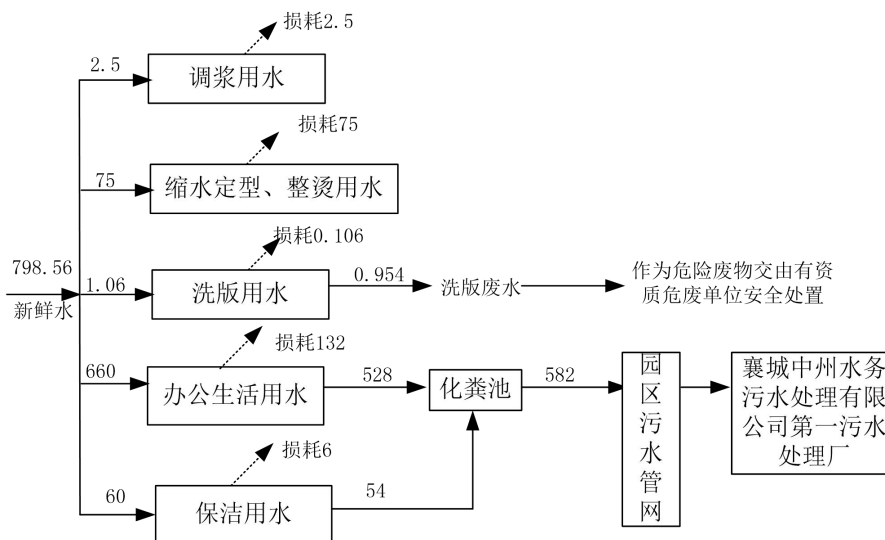 损耗2.5
2.5
调浆用水
损耗75
75
缩水定型、整烫用水
损耗0.106
798.56
新鲜水
1.06
洗版用水
0.954
洗版废水
作为危险废物交由有资
质危废单位安全处置
损耗132
660
办公生活用水
528
化粪池
582
园区污水管网
襄城中州水务
污水处理有限
公司第一污水
处理厂
损耗6
60
保洁用水
54